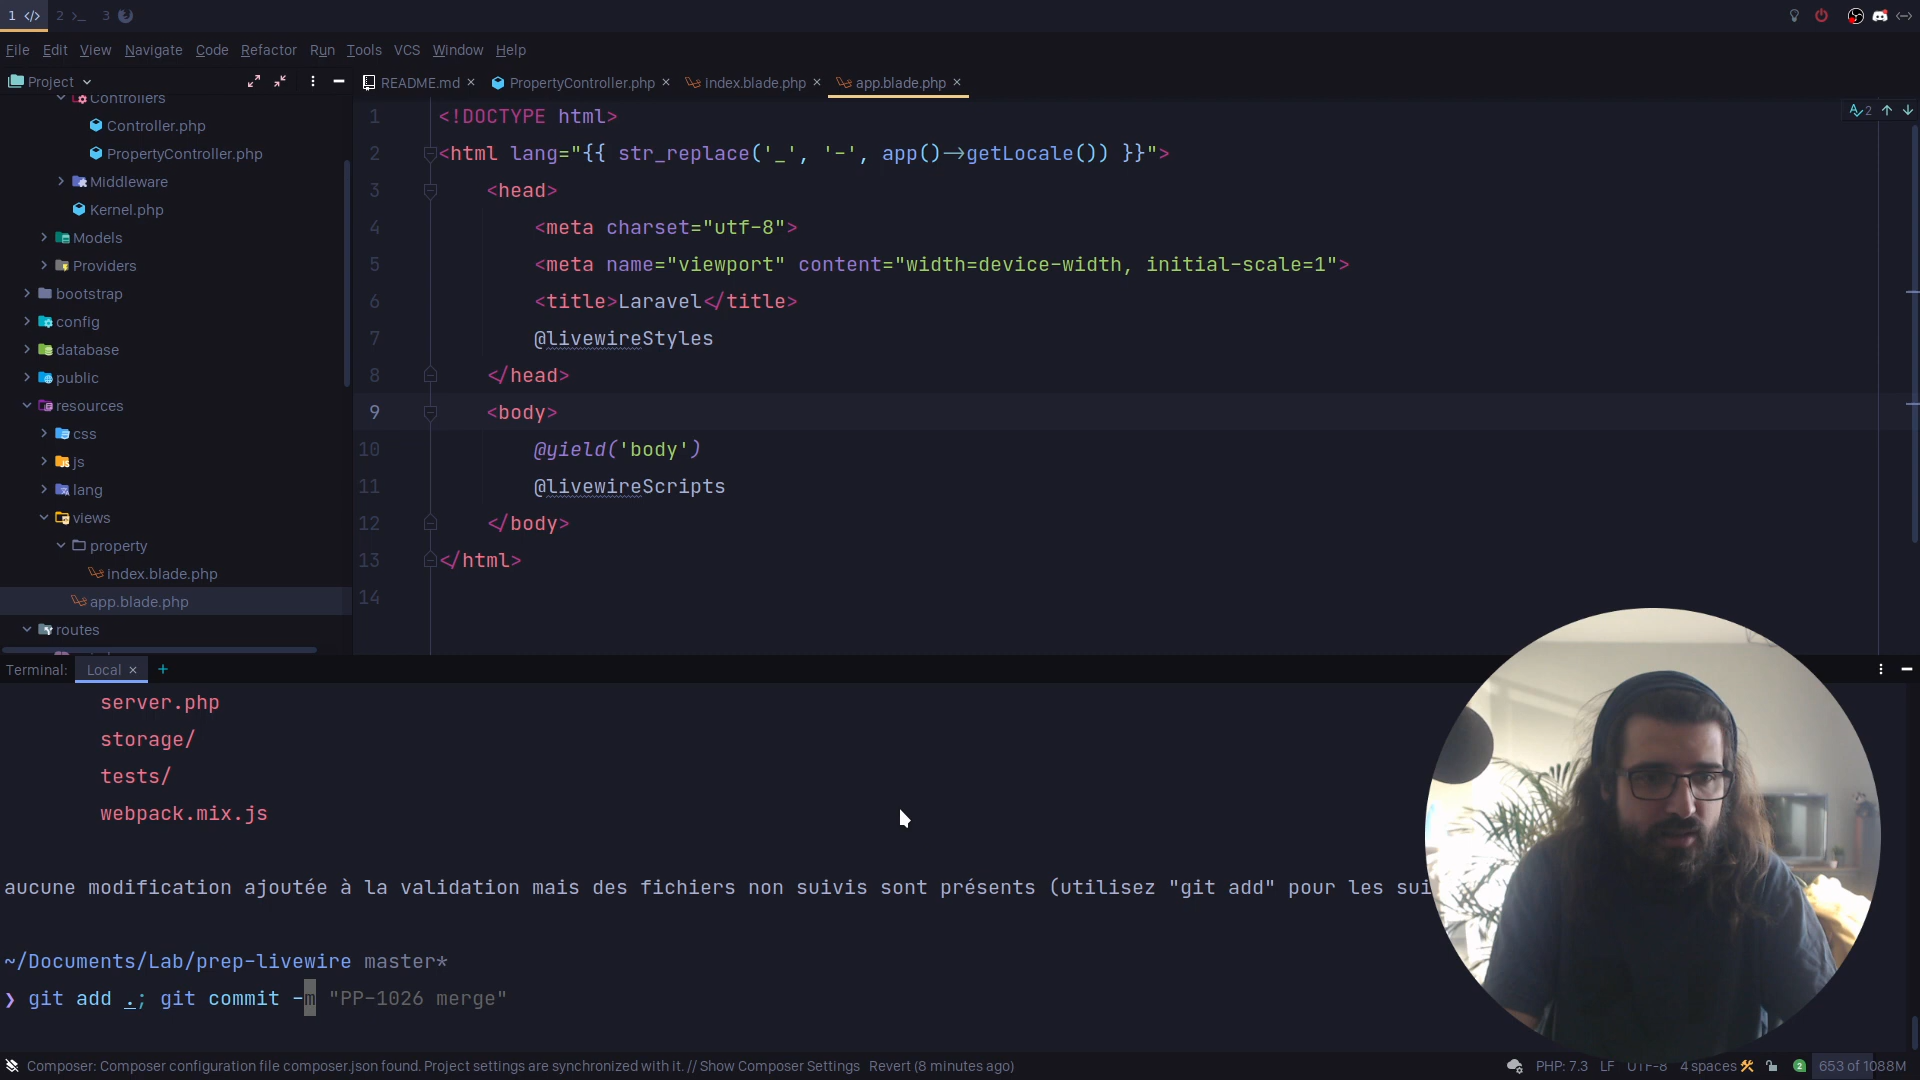 1 </> 2 >_ 3
File Edit View Navigate Code Refactor Run Tools VCS Window Help
Project
README.md × PropertyController.php × index.blade.php × app.blade.php ×
Controllers
Controller.php
PropertyController.php
Middleware
Kernel.php
Models
Providers
bootstrap
config
database
public
resources
css
js
lang
views
property
index.blade.php
app.blade.php
routes
1 <!DOCTYPE html>
2 <html lang="{{ str_replace('_', '-', app()->getLocale()) }}">
3 <head>
4 <meta charset="utf-8">
5 <meta name="viewport" content="width=device-width, initial-scale=1">
6 <title>Laravel</title>
7 @livewireStyles
8 </head>
9 <body>
10 @yield('body')
11 @livewireScripts
12 </body>
13 </html>
14
2
Terminal: Local × +
server.php
storage/
tests/
webpack.mix.js
aucune modification ajoutée à la validation mais des fichiers non suivis sont présents (utilisez "git add" pour les sui
~/Documents/Lab/prep-livewire master*
❯ git add .; git commit -m "PP-1026 merge"
Composer: Composer configuration file composer.json found. Project settings are synchronized with it. // Show Composer Settings Revert (8 minutes ago)
PHP: 7.3 LF UTF-8 4 spaces 2 653 of 1088M